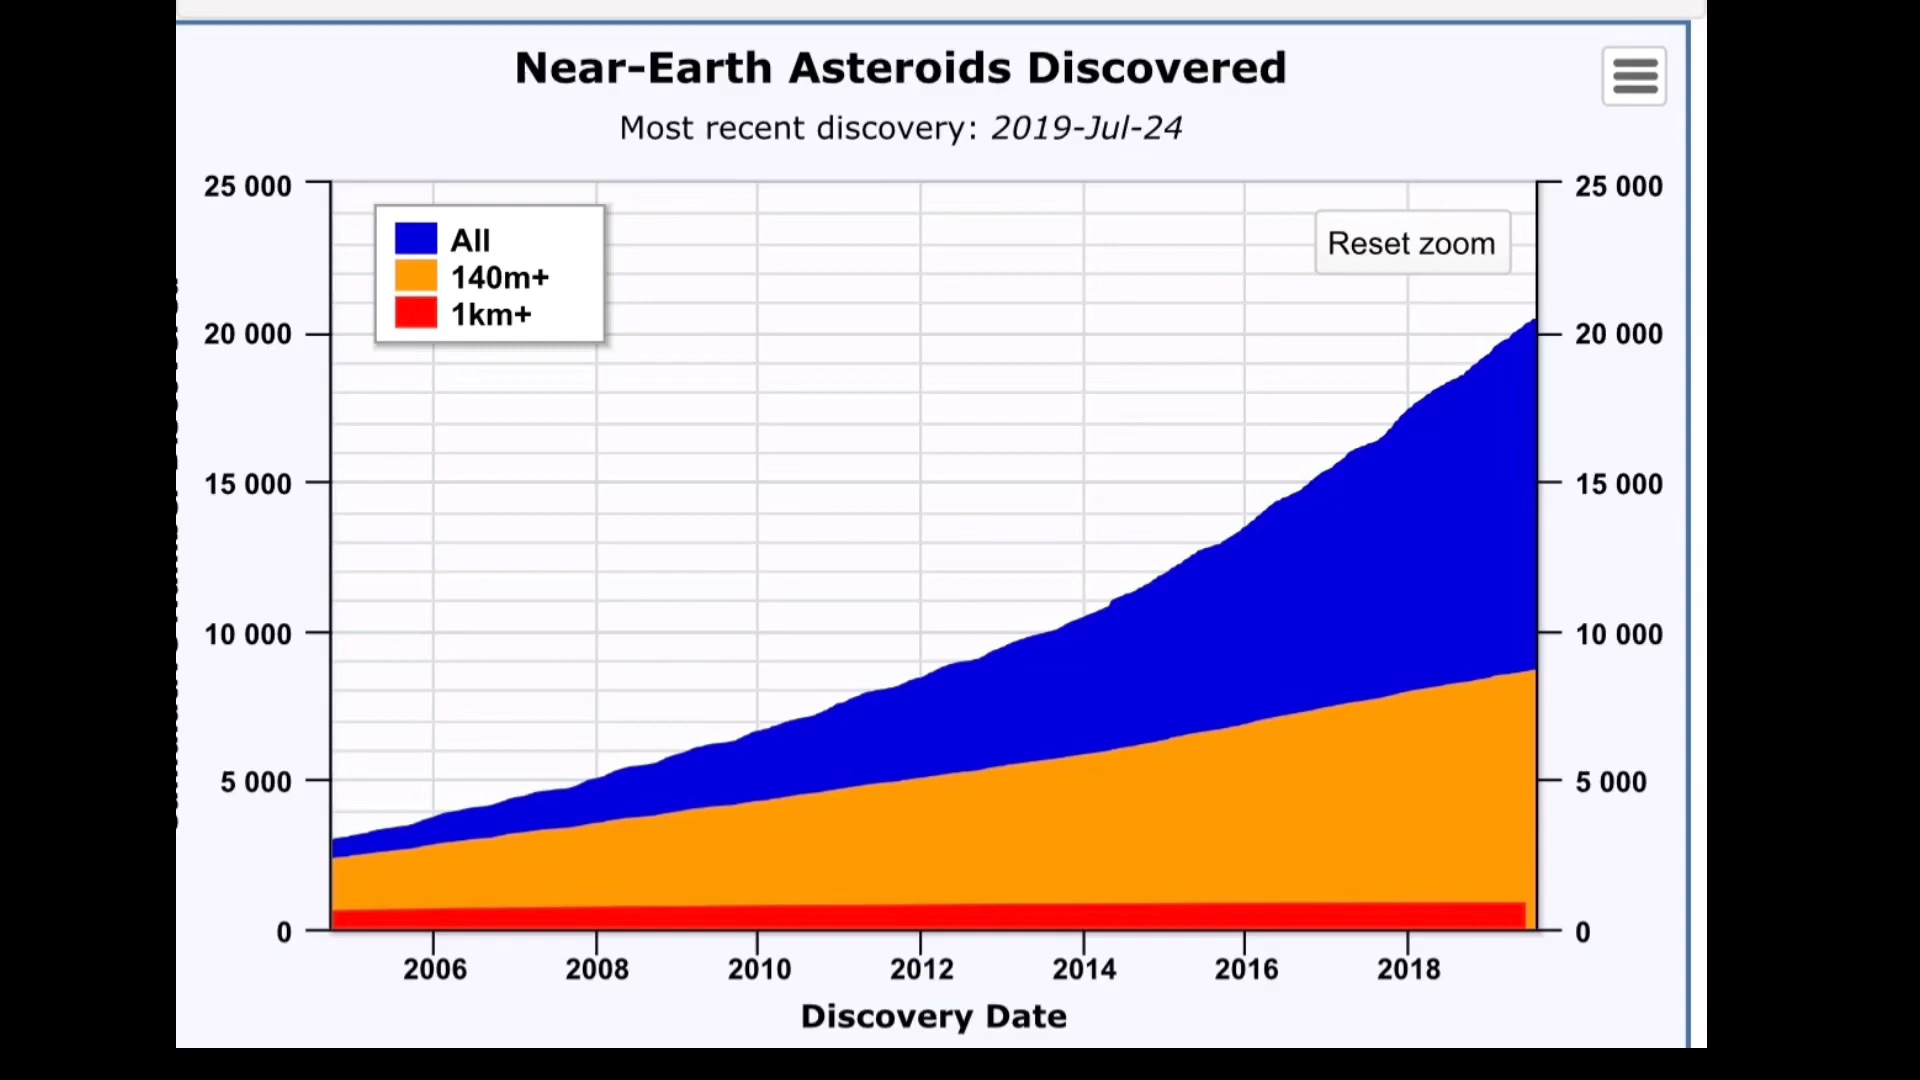 Near-Earth Asteroids Discovered
Most recent discovery: 2019-Jul-24
25 000
25 000
All
140m+
1km+
Reset zoom
20 000
20 000
15 000
15 000
10 000
10 000
5 000
5 000
0
0
2006
2008
2010
2012
2014
2016
2018
Discovery Date